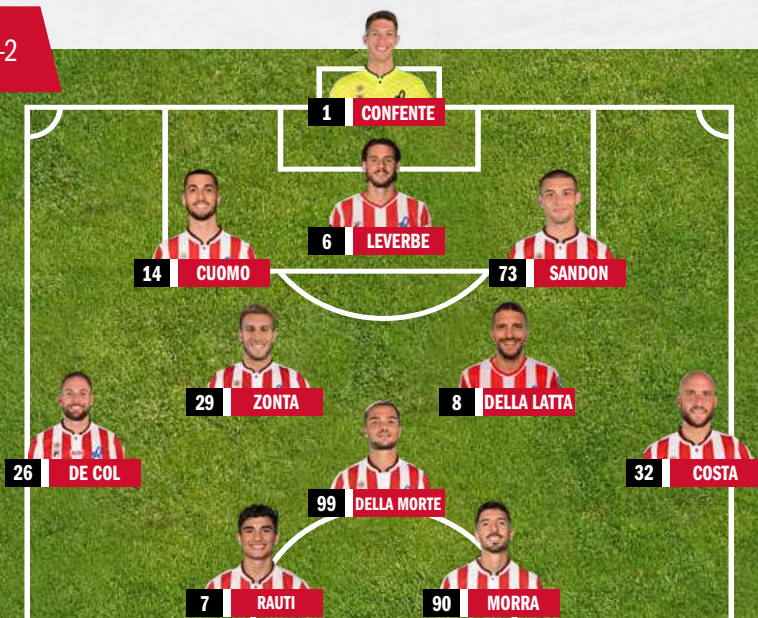 -2
1 CONFENTE
6 LEVERBE
14 CUOMO
73 SANDON
29 ZONTA
8 DELLA LATTA
26 DE COL
32 COSTA
99 DELLA MORTE
7 RAUTI
90 MORRA